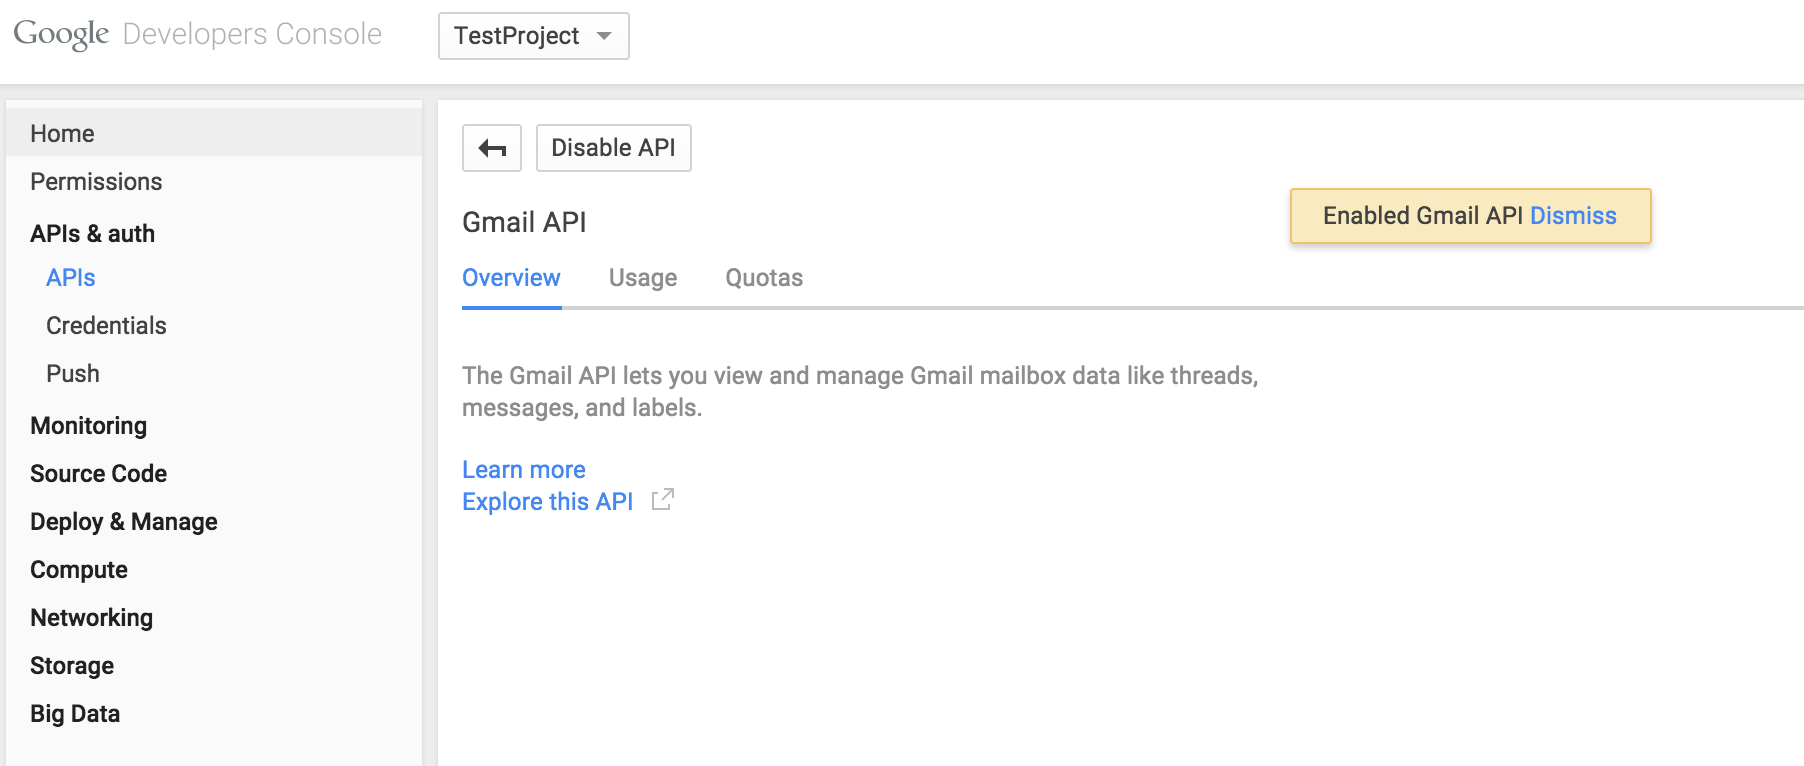 Google Developers Console
TestProject
Home
Permissions
APIs & auth
APIs
Credentials
Push
Monitoring
Source Code
Deploy & Manage
Compute
Networking
Storage
Big Data
Disable API
Gmail API
Enabled Gmail API Dismiss
Overview Usage Quotas
The Gmail API lets you view and manage Gmail mailbox data like threads,
messages, and labels.
Learn more
Explore this API